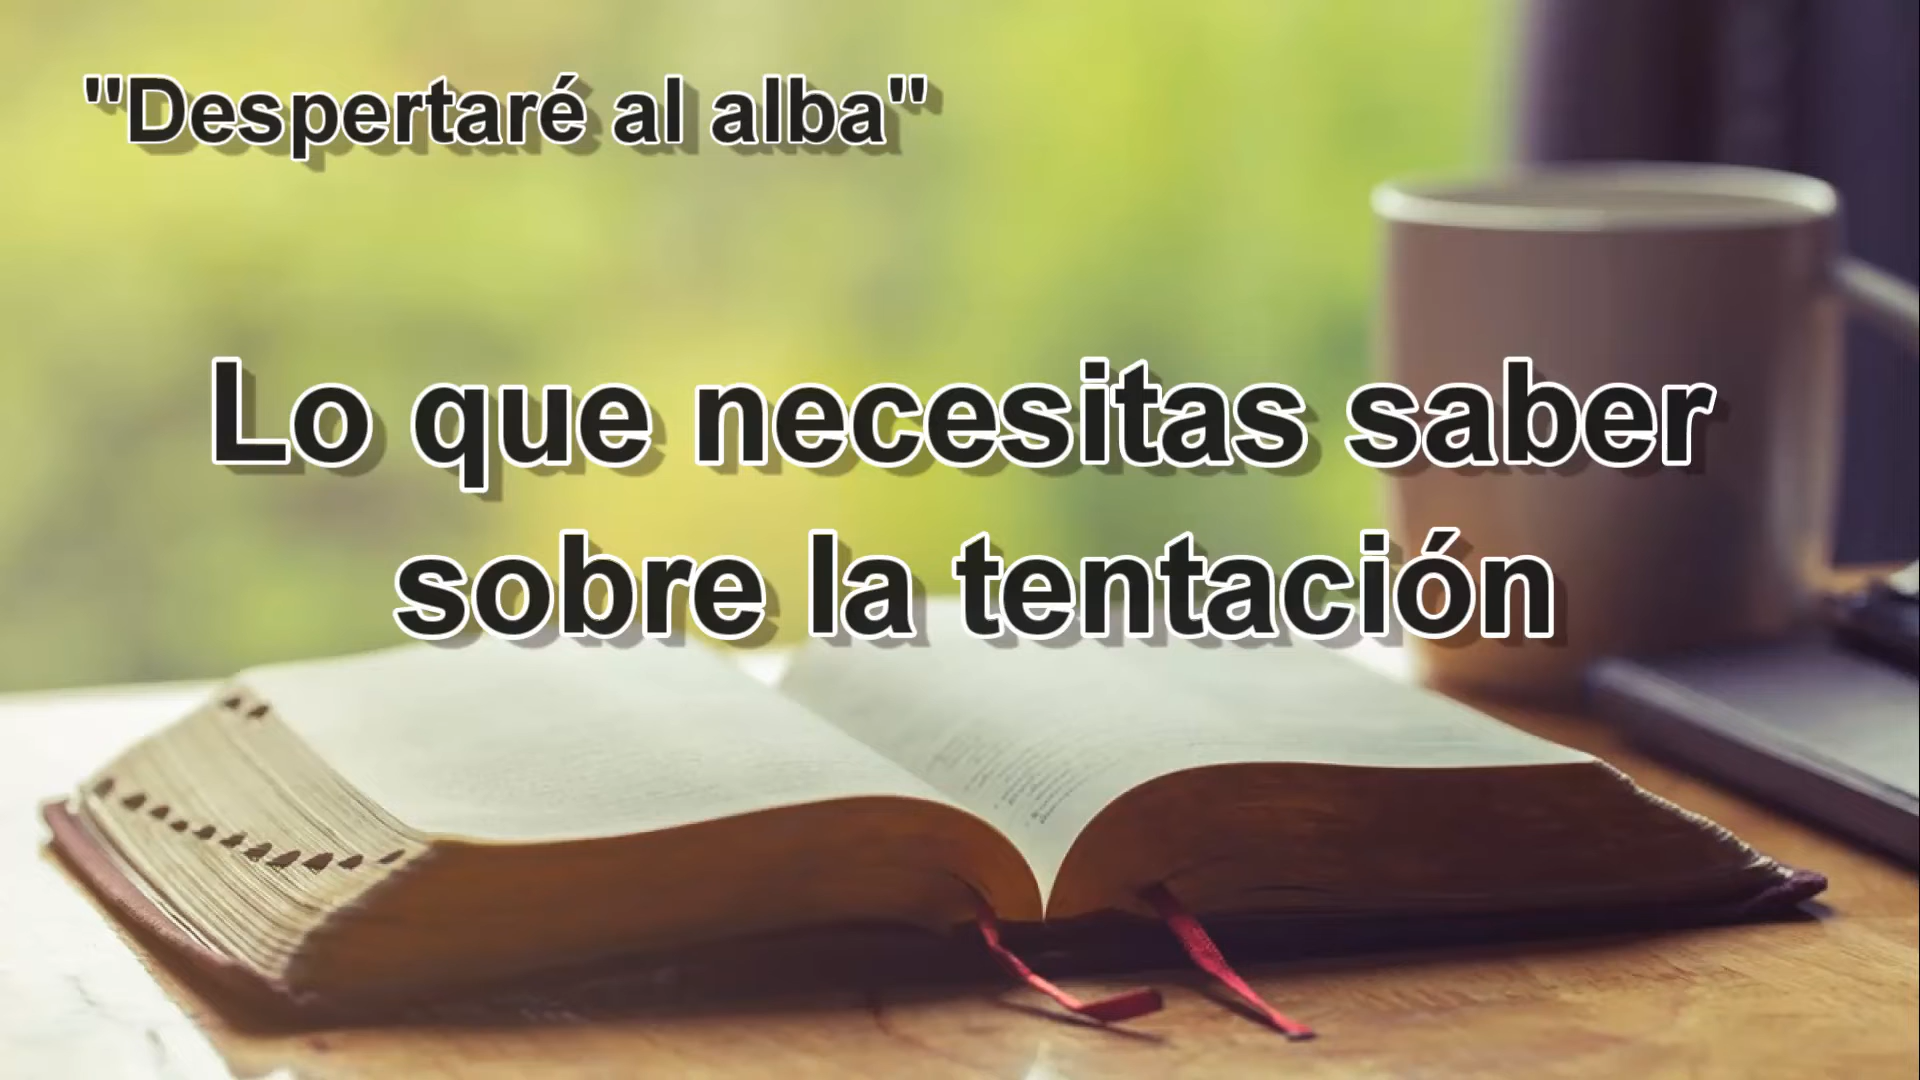 "Despertaré al alba"
Lo que necesitas saber
sobre la tentación